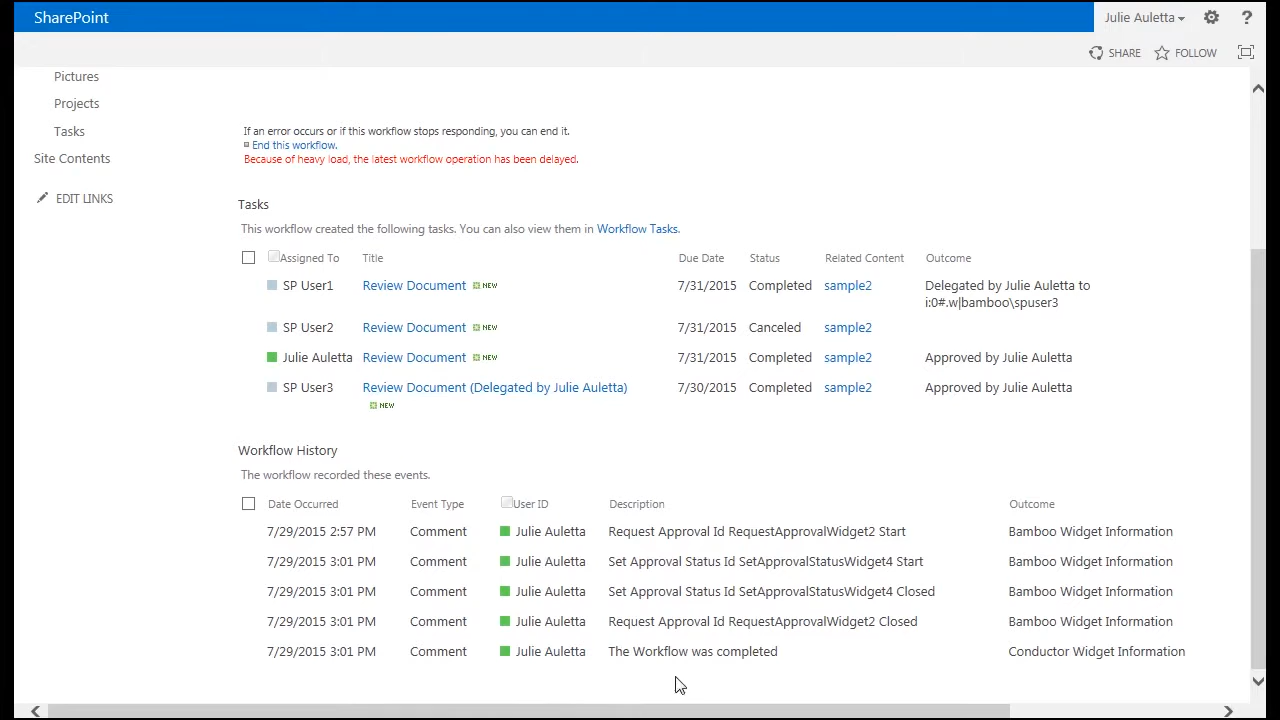 SharePoint
Julie Auletta
?
SHARE FOLLOW
Pictures
Projects
Tasks
Site Contents
EDIT LINKS
If an error occurs or if this workflow stops responding, you can end it.
End this workflow.
Because of heavy load, the latest workflow operation has been delayed.
Tasks
This workflow created the following tasks. You can also view them in Workflow Tasks.
Assigned To Title Due Date Status Related Content Outcome
SP User1 Review Document NEW 7/31/2015 Completed sample2 Delegated by Julie Auletta to
i:0#.w|bamboo\spuser3
SP User2 Review Document NEW 7/31/2015 Canceled sample2
Julie Auletta Review Document NEW 7/31/2015 Completed sample2 Approved by Julie Auletta
SP User3 Review Document (Delegated by Julie Auletta) 7/30/2015 Completed sample2 Approved by Julie Auletta
NEW
Workflow History
The workflow recorded these events.
Date Occurred Event Type User ID Description Outcome
7/29/2015 2:57 PM Comment Julie Auletta Request Approval Id RequestApprovalWidget2 Start Bamboo Widget Information
7/29/2015 3:01 PM Comment Julie Auletta Set Approval Status Id SetApprovalStatusWidget4 Start Bamboo Widget Information
7/29/2015 3:01 PM Comment Julie Auletta Set Approval Status Id SetApprovalStatusWidget4 Closed Bamboo Widget Information
7/29/2015 3:01 PM Comment Julie Auletta Request Approval Id RequestApprovalWidget2 Closed Bamboo Widget Information
7/29/2015 3:01 PM Comment Julie Auletta The Workflow was completed Conductor Widget Information